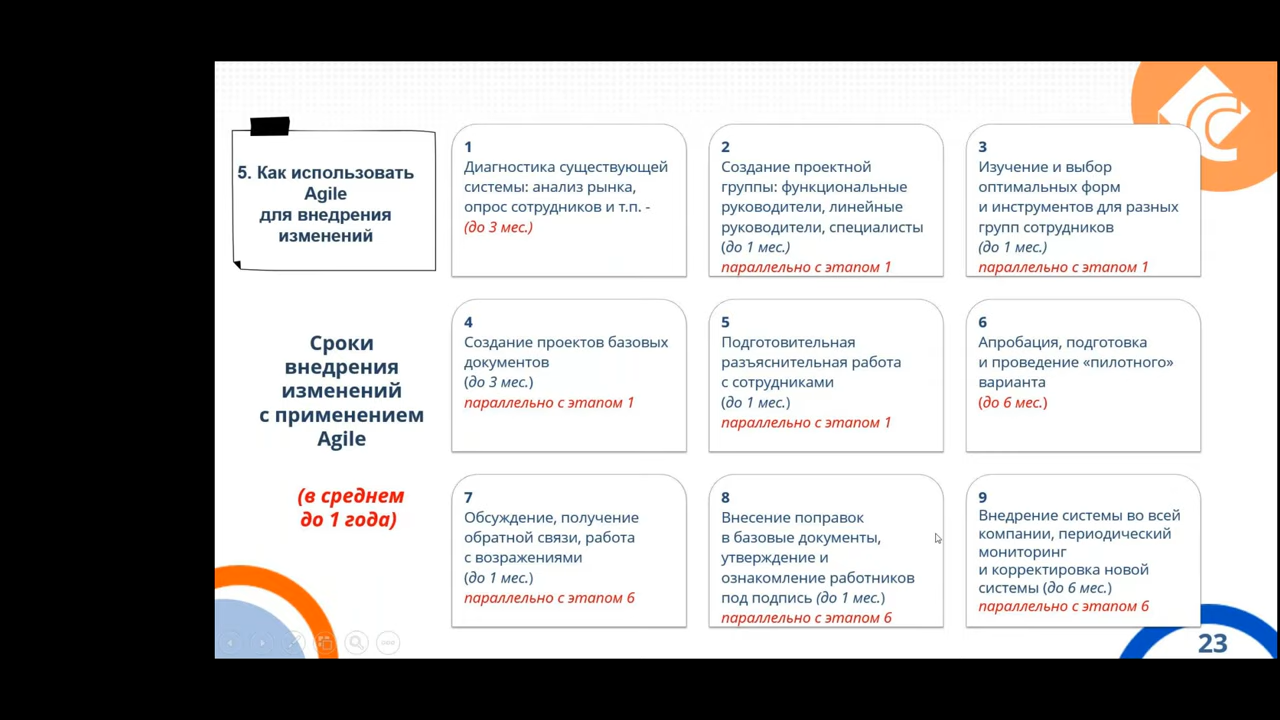 5. Как использовать
Agile
для внедрения
изменений
Сроки
внедрения
изменений
с применением
Agile
(в среднем
до 1 года)
1
Диагностика существующей
системы: анализ рынка,
опрос сотрудников и т.п. -
(до 3 мес.)
2
Создание проектной
группы: функциональные
руководители, линейные
руководители, специалисты
(до 1 мес.)
параллельно с этапом 1
3
Изучение и выбор
оптимальных форм
и инструментов для разных
групп сотрудников
(до 1 мес.)
параллельно с этапом 1
4
Создание проектов базовых
документов
(до 3 мес.)
параллельно с этапом 1
5
Подготовительная
разъяснительная работа
с сотрудниками
(до 1 мес.)
параллельно с этапом 1
6
Апробация, подготовка
и проведение «пилотного»
варианта
(до 6 мес.)
7
Обсуждение, получение
обратной связи, работа
с возражениями
(до 1 мес.)
параллельно с этапом 6
8
Внесение поправок
в базовые документы,
утверждение и
ознакомление работников
под подпись (до 1 мес.)
параллельно с этапом 6
9
Внедрение системы во всей
компании, периодический
мониторинг
и корректировка новой
системы (до 6 мес.)
параллельно с этапом 6
23